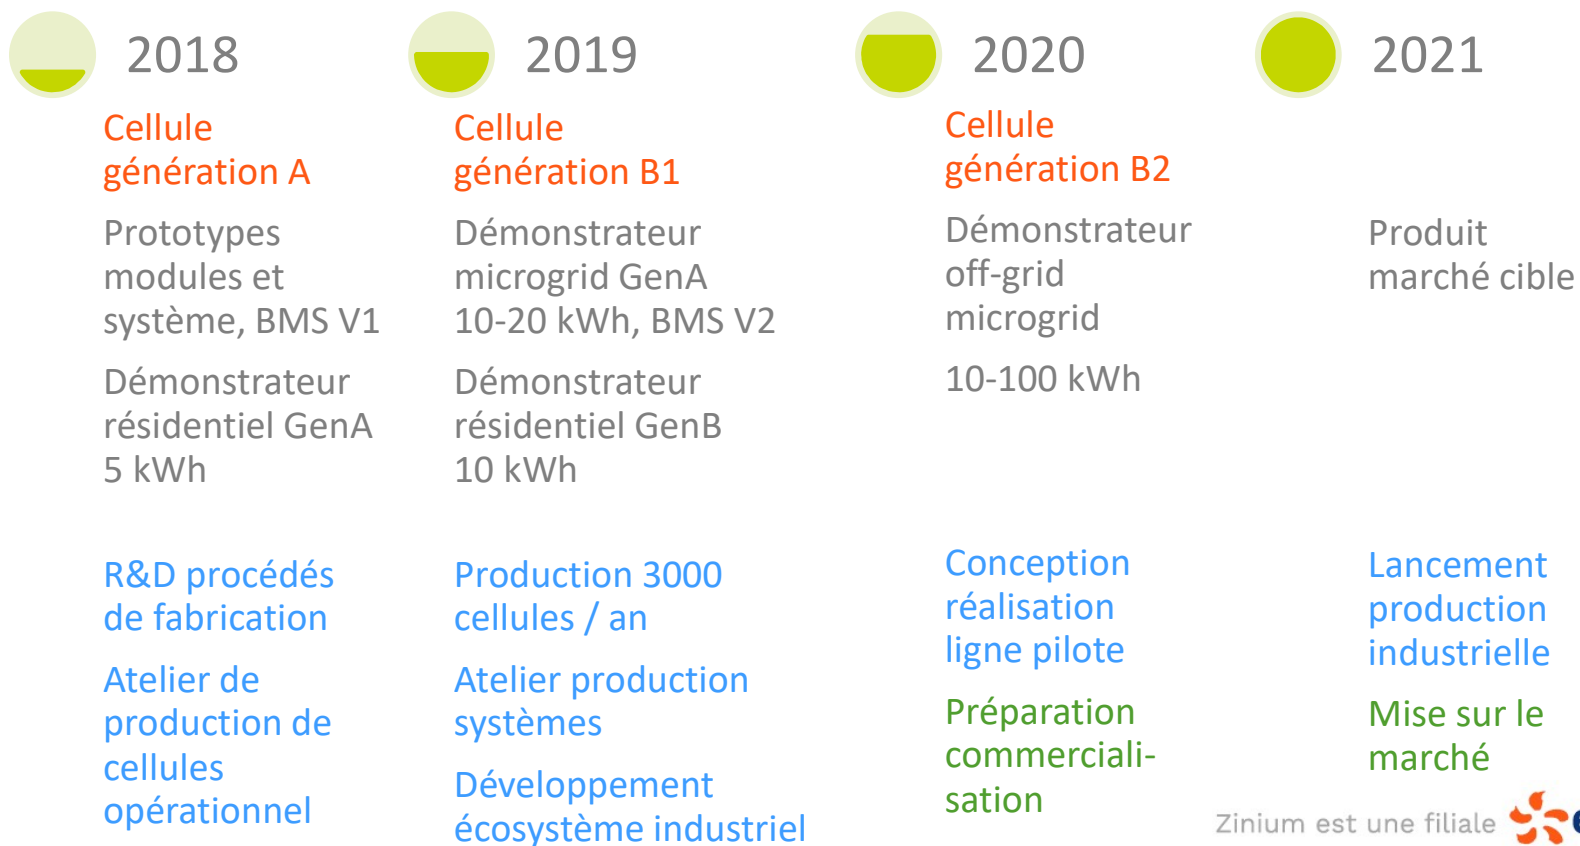 2018
Cellule
génération A
Prototypes
modules et
système, BMS V1
Démonstrateur
résidentiel GenA
5 kWh
R&D procédés
de fabrication
Atelier de
production de
cellules
opérationnel
2019
Cellule
génération B1
Démonstrateur
microgrid GenA
10-20 kWh, BMS V2
Démonstrateur
résidentiel GenB
10 kWh
Production 3000
cellules / an
Atelier production
systèmes
Développement
écosystème industriel
2020
Cellule
génération B2
Démonstrateur
off-grid
microgrid
10-100 kWh
Conception
réalisation
ligne pilote
Préparation
commerciali-
sation
2021
Produit
marché cible
Lancement
production
industrielle
Mise sur le
marché
Zinium est une filiale